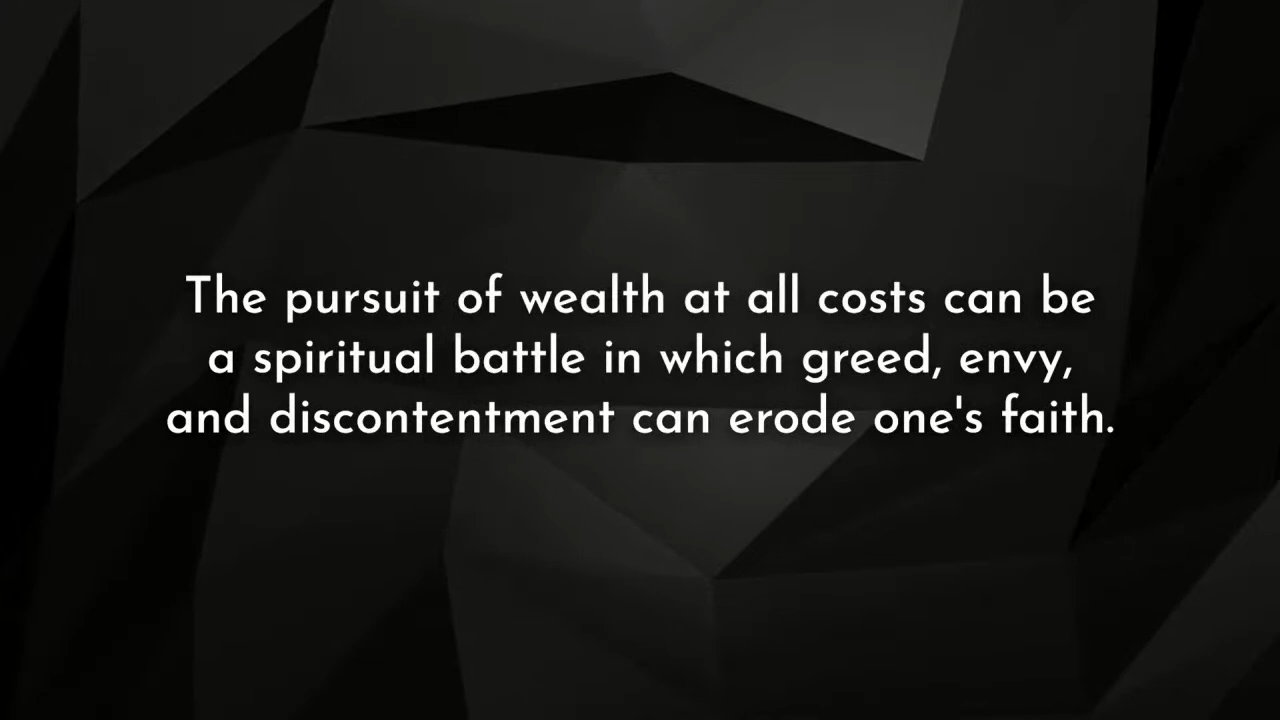 The pursuit of wealth at all costs can be
a spiritual battle in which greed, envy,
and discontentment can erode one's faith.